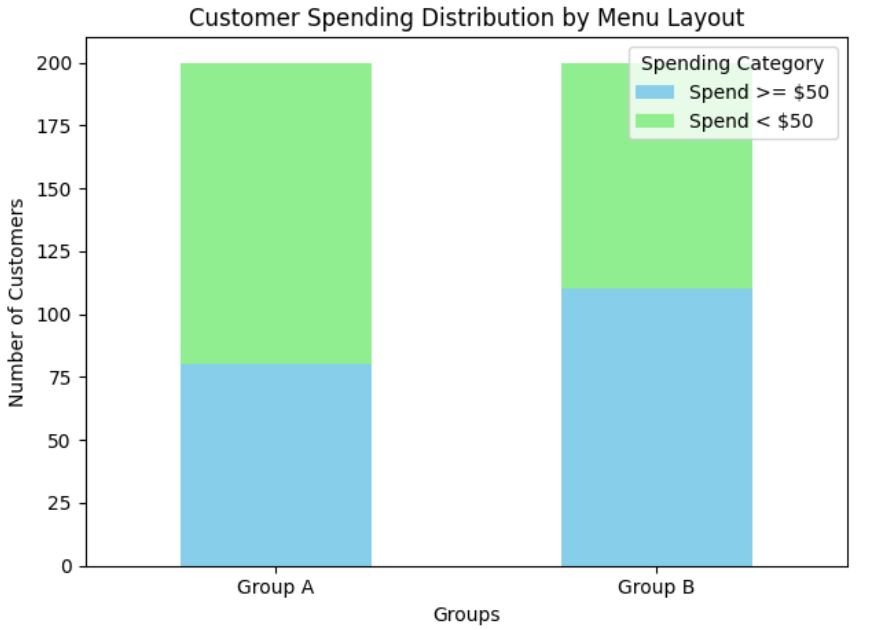 Customer Spending Distribution by Menu Layout
Number of Customers
200
175
150
125
100
75
50
25
0
Spending Category
Spend >= $50
Spend < $50
Group A
Group B
Groups